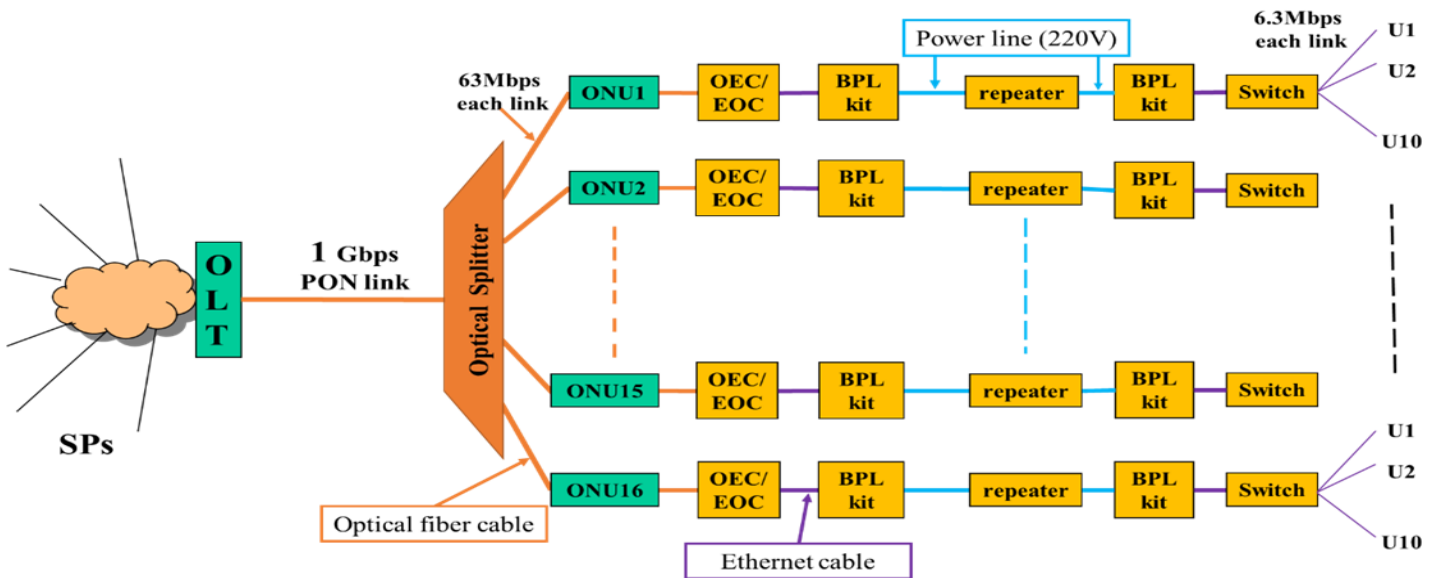 6.3Mbps
each link
U1
U2
U10
Power line (220V)
63Mbps
each link
ONU1
OEC/
EOC
BPL
kit
repeater
BPL
kit
Switch
ONU2
OEC/
EOC
BPL
kit
repeater
BPL
kit
Switch
OLT
1 Gbps
PON link
Optical Splitter
SPs
ONU15
OEC/
EOC
BPL
kit
repeater
BPL
kit
Switch
ONU16
OEC/
EOC
BPL
kit
repeater
BPL
kit
Switch
U1
U2
U10
Optical fiber cable
Ethernet cable